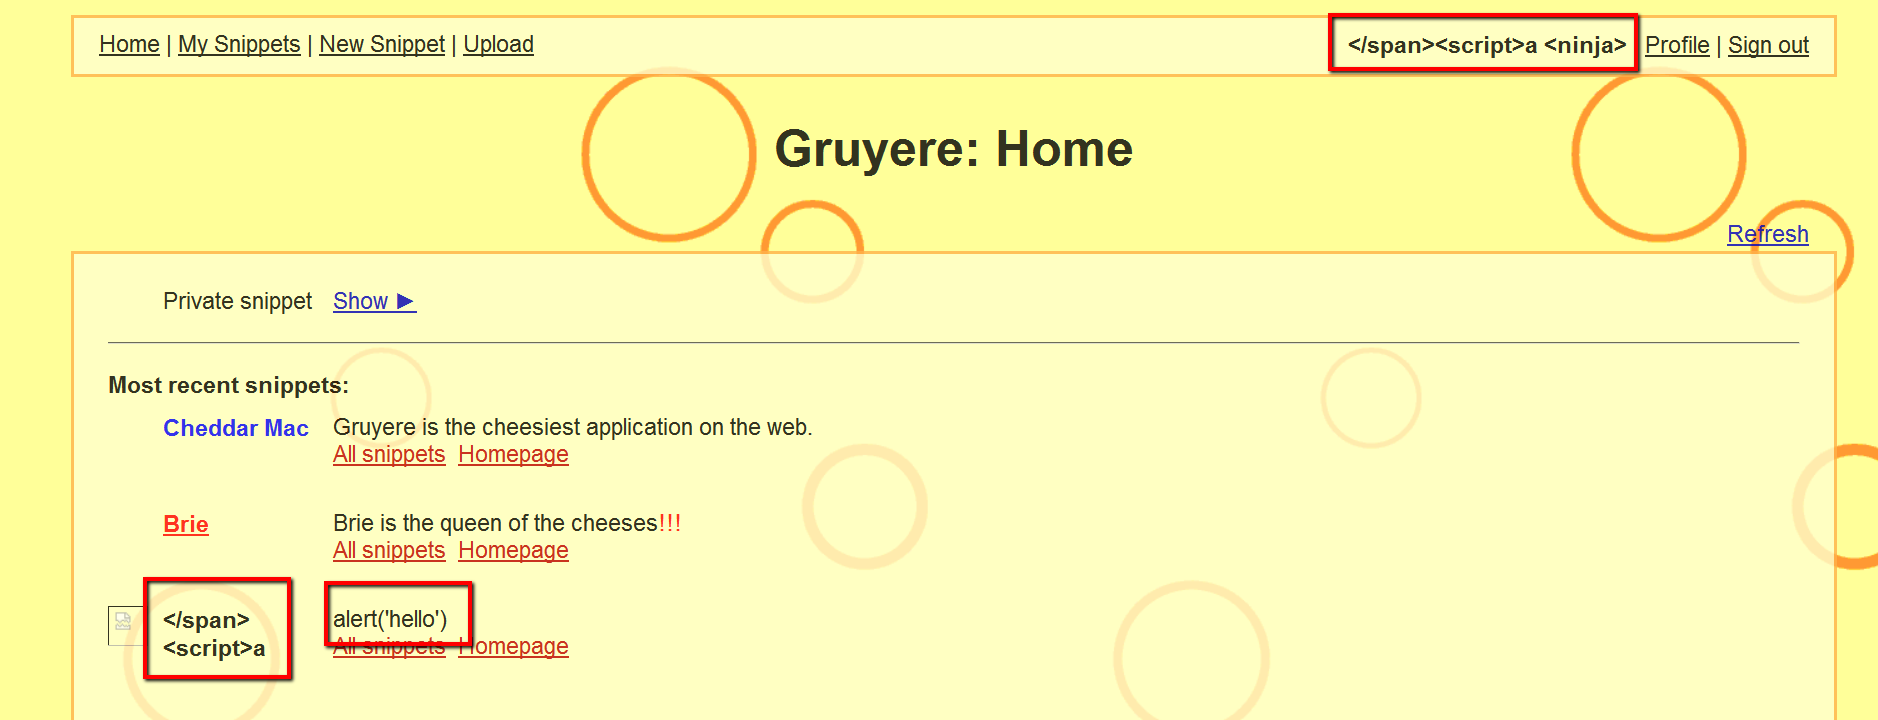 Home | My Snippets | New Snippet | Upload
</span><script>a <ninja> Profile | Sign out
Gruyere: Home
Refresh
Private snippet Show ►
Most recent snippets:
Cheddar Mac Gruyere is the cheesiest application on the web.
All snippets Homepage
Brie Brie is the queen of the cheeses!!!
All snippets Homepage
</span>
<script>a
alert('hello')
All snippets Homepage